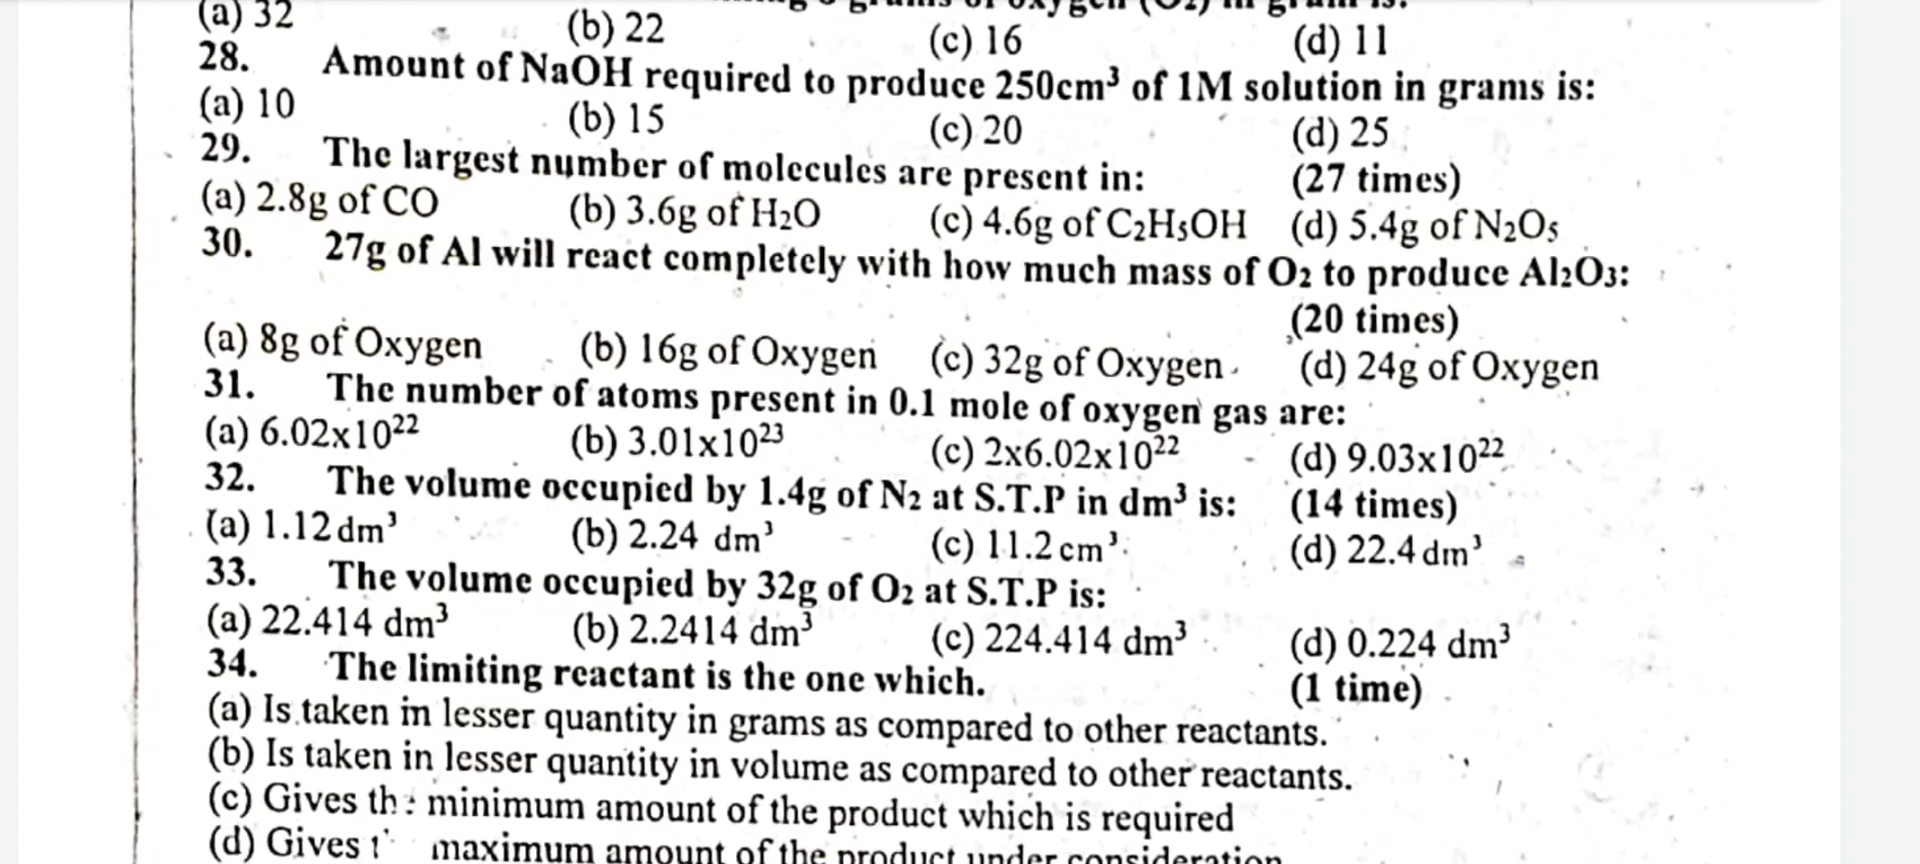 (a) 32 (b) 22 (c) 16 (d) 11
28. Amount of NaOH required to produce 250cm³ of 1M solution in grams is:
(a) 10 (b) 15 (c) 20 (d) 25
29. The largest number of molecules are present in: (27 times)
(a) 2.8g of CO (b) 3.6g of H₂O (c) 4.6g of C₂H₅OH (d) 5.4g of N₂O₅
30. 27g of Al will react completely with how much mass of O₂ to produce Al₂O₃:
(20 times)
(a) 8g of Oxygen (b) 16g of Oxygen (c) 32g of Oxygen (d) 24g of Oxygen
31. The number of atoms present in 0.1 mole of oxygen gas are:
(a) 6.02x10²² (b) 3.01x10²³ (c) 2x6.02x10²² (d) 9.03x10²²
32. The volume occupied by 1.4g of N₂ at S.T.P in dm³ is: (14 times)
(a) 1.12 dm³ (b) 2.24 dm³ (c) 11.2 cm³ (d) 22.4 dm³
33. The volume occupied by 32g of O₂ at S.T.P is:
(a) 22.414 dm³ (b) 2.2414 dm³ (c) 224.414 dm³ (d) 0.224 dm³
34. The limiting reactant is the one which. (1 time)
(a) Is taken in lesser quantity in grams as compared to other reactants.
(b) Is taken in lesser quantity in volume as compared to other reactants.
(c) Gives the minimum amount of the product which is required
(d) Gives maximum amount of the product under consideration